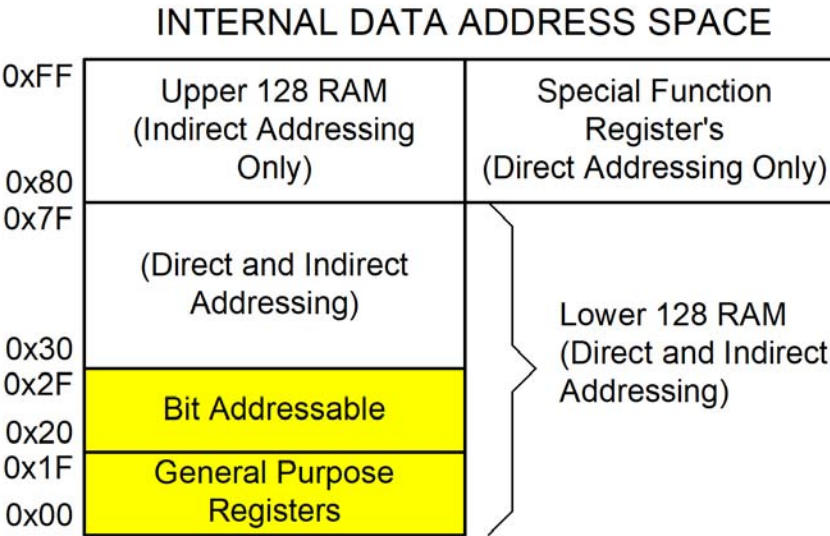 INTERNAL DATA ADDRESS SPACE
0xFF
Upper 128 RAM
(Indirect Addressing
Only)
0x80
Special Function
Register's
(Direct Addressing Only)
0x7F
(Direct and Indirect
Addressing)
0x30
Lower 128 RAM
(Direct and Indirect
Addressing)
0x2F
Bit Addressable
0x20
0x1F
General Purpose
Registers
0x00